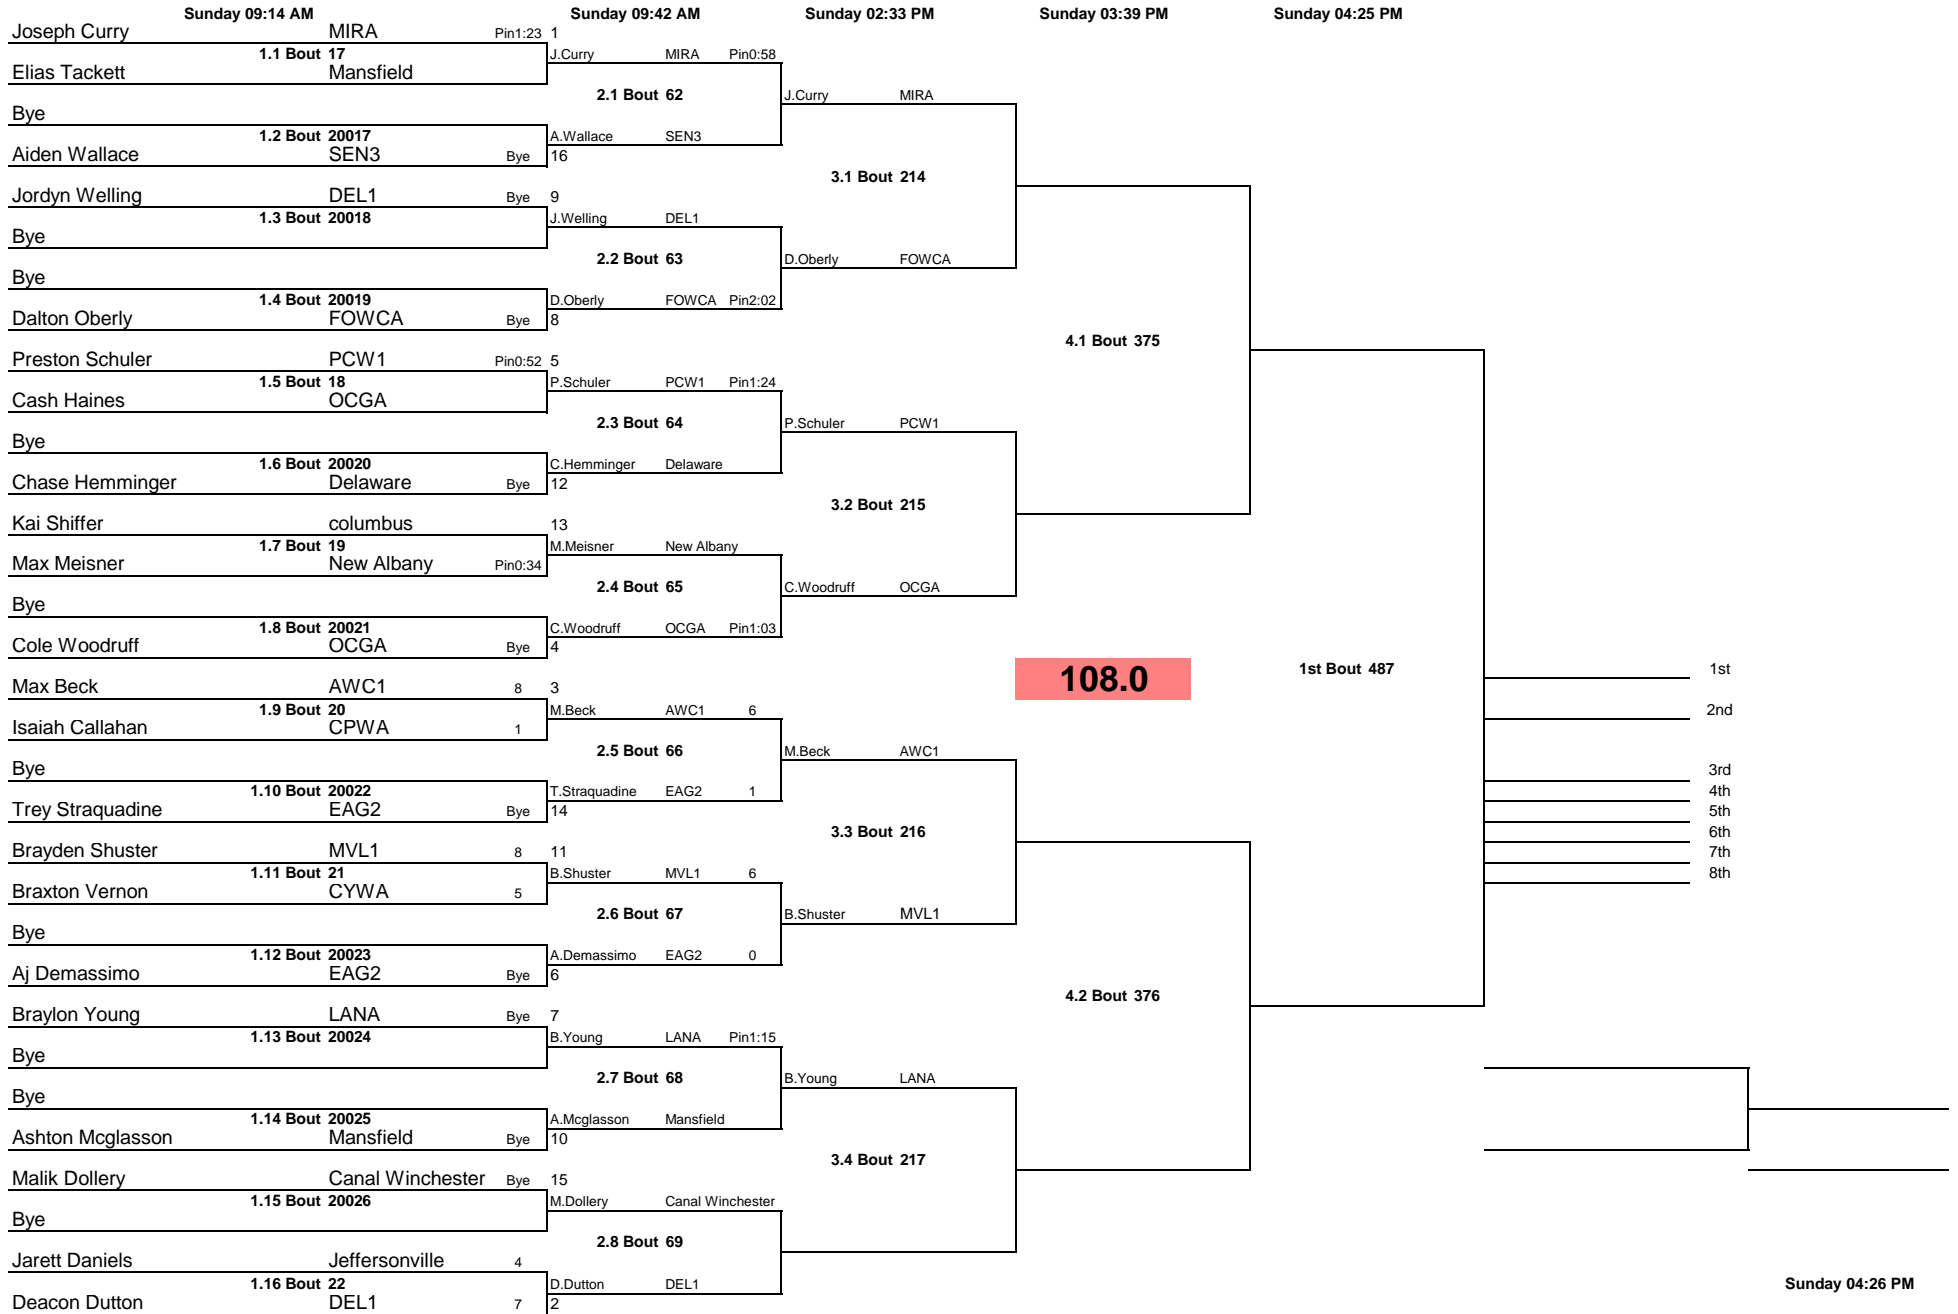 Sunday 09:14 AM Sunday 09:42 AM Sunday 02:33 PM Sunday 03:39 PM Sunday 04:25 PM
Joseph Curry MIRA Pin1:23 1
1.1 Bout 17 J.Curry MIRA Pin0:58
Elias Tackett Mansfield
2.1 Bout 62 J.Curry MIRA
Bye
1.2 Bout 20017 A.Wallace SEN3
Aiden Wallace SEN3 Bye 16
3.1 Bout 214
Jordyn Welling DEL1 Bye 9
1.3 Bout 20018 J.Welling DEL1
Bye
2.2 Bout 63 D.Oberly FOWCA
Bye
1.4 Bout 20019 D.Oberly FOWCA Pin2:02
Dalton Oberly FOWCA Bye 8
4.1 Bout 375
Preston Schuler PCW1 Pin0:52 5
1.5 Bout 18 P.Schuler PCW1 Pin1:24
Cash Haines OCGA
2.3 Bout 64 P.Schuler PCW1
Bye
1.6 Bout 20020 C.Hemminger Delaware
Chase Hemminger Delaware Bye 12
3.2 Bout 215
Kai Shiffer columbus 13
1.7 Bout 19 M.Meisner New Albany
Max Meisner New Albany Pin0:34
2.4 Bout 65 C.Woodruff OCGA
Bye
1.8 Bout 20021 C.Woodruff OCGA Pin1:03
Cole Woodruff OCGA Bye 4
108.0 1st Bout 487 1st
Max Beck AWC1 8 3
1.9 Bout 20 M.Beck AWC1 6 2nd
Isaiah Callahan CPWA 1
2.5 Bout 66 M.Beck AWC1
Bye 3rd
1.10 Bout 20022 T.Straquadine EAG2 1 4th
Trey Straquadine EAG2 Bye 14 5th
3.3 Bout 216 6th
Brayden Shuster MVL1 8 11 7th
1.11 Bout 21 B.Shuster MVL1 6 8th
Braxton Vernon CYWA 5
2.6 Bout 67 B.Shuster MVL1
Bye
1.12 Bout 20023 A.Demassimo EAG2 0
Aj Demassimo EAG2 Bye 6
4.2 Bout 376
Braylon Young LANA Bye 7
1.13 Bout 20024 B.Young LANA Pin1:15
Bye
2.7 Bout 68 B.Young LANA
Bye
1.14 Bout 20025 A.Mcglasson Mansfield
Ashton Mcglasson Mansfield Bye 10
3.4 Bout 217
Malik Dollery Canal Winchester Bye 15
1.15 Bout 20026 M.Dollery Canal Winchester
Bye
2.8 Bout 69
Jarett Daniels Jeffersonville 4
1.16 Bout 22 D.Dutton DEL1 Sunday 04:26 PM
Deacon Dutton DEL1 7 2